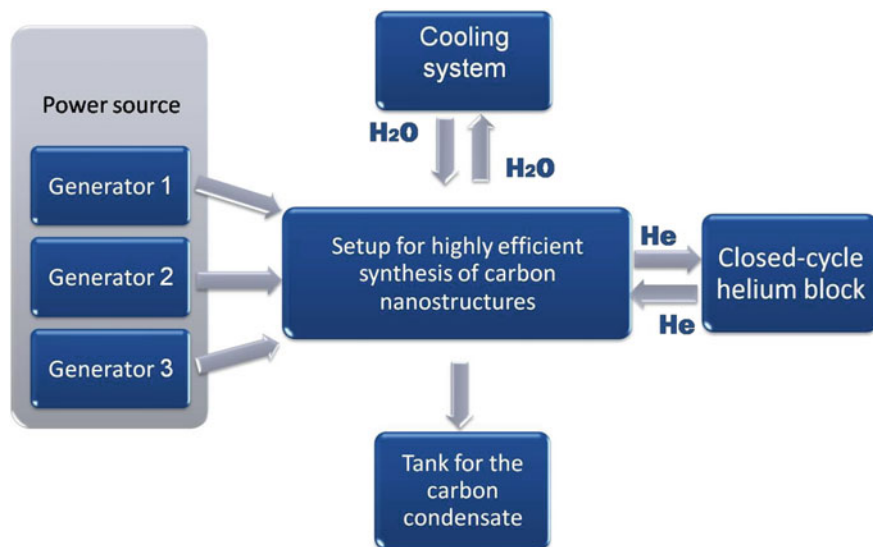 Cooling
system
Power source
H₂O
H₂O
Generator 1
Generator 2
Generator 3
Setup for highly efficient
synthesis of carbon
nanostructures
He
He
Closed-cycle
helium block
Tank for the
carbon
condensate